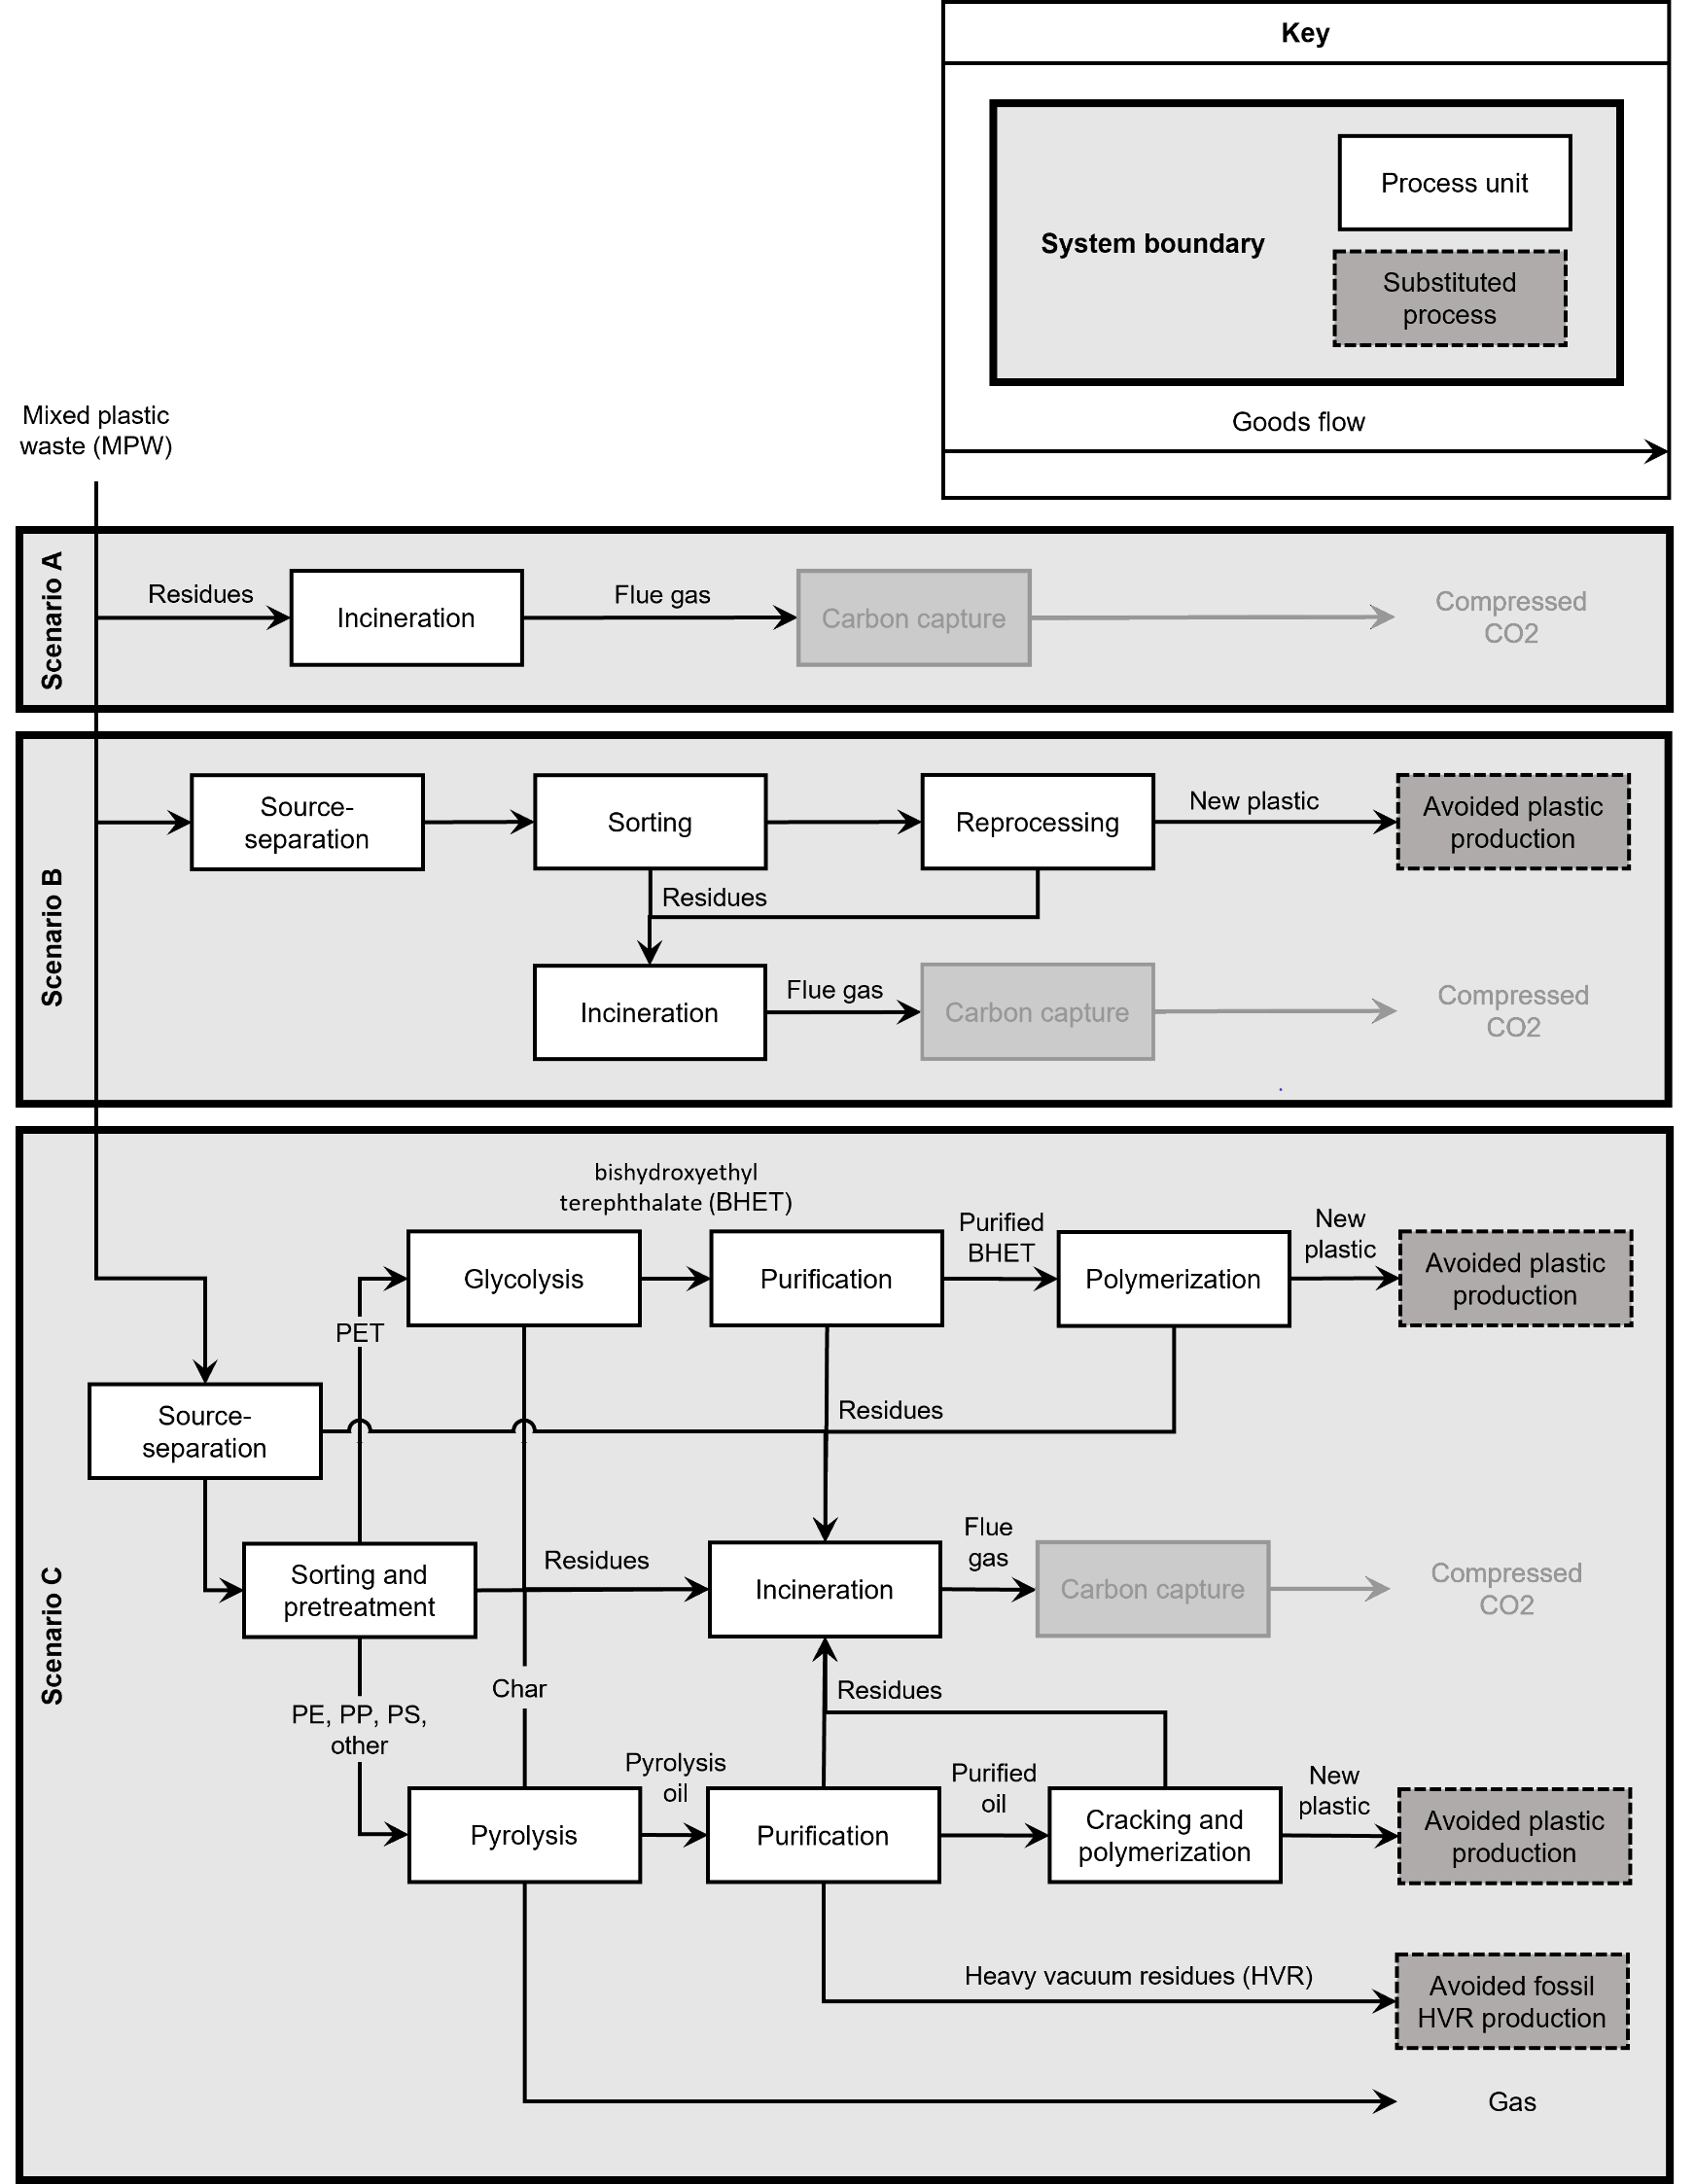 Key
System boundary
Process unit
Substituted
process
Goods flow
Mixed plastic
waste (MPW)
Scenario A
Residues
Incineration
Flue gas
Carbon capture
Compressed
CO2
Scenario B
Source-
separation
Sorting
Reprocessing
New plastic
Avoided plastic
production
Residues
Incineration
Flue gas
Carbon capture
Compressed
CO2
Scenario C
bishydroxyethyl
terephthalate (BHET)
PET
Glycolysis
Purification
Purified
BHET
Polymerization
New
plastic
Avoided plastic
production
Source-
separation
Residues
Sorting and
pretreatment
Residues
Incineration
Flue
gas
Carbon capture
Compressed
CO2
Char
Residues
PE, PP, PS,
other
Pyrolysis
Pyrolysis
oil
Purification
Purified
oil
Cracking and
polymerization
New
plastic
Avoided plastic
production
Heavy vacuum residues (HVR)
Avoided fossil
HVR production
Gas